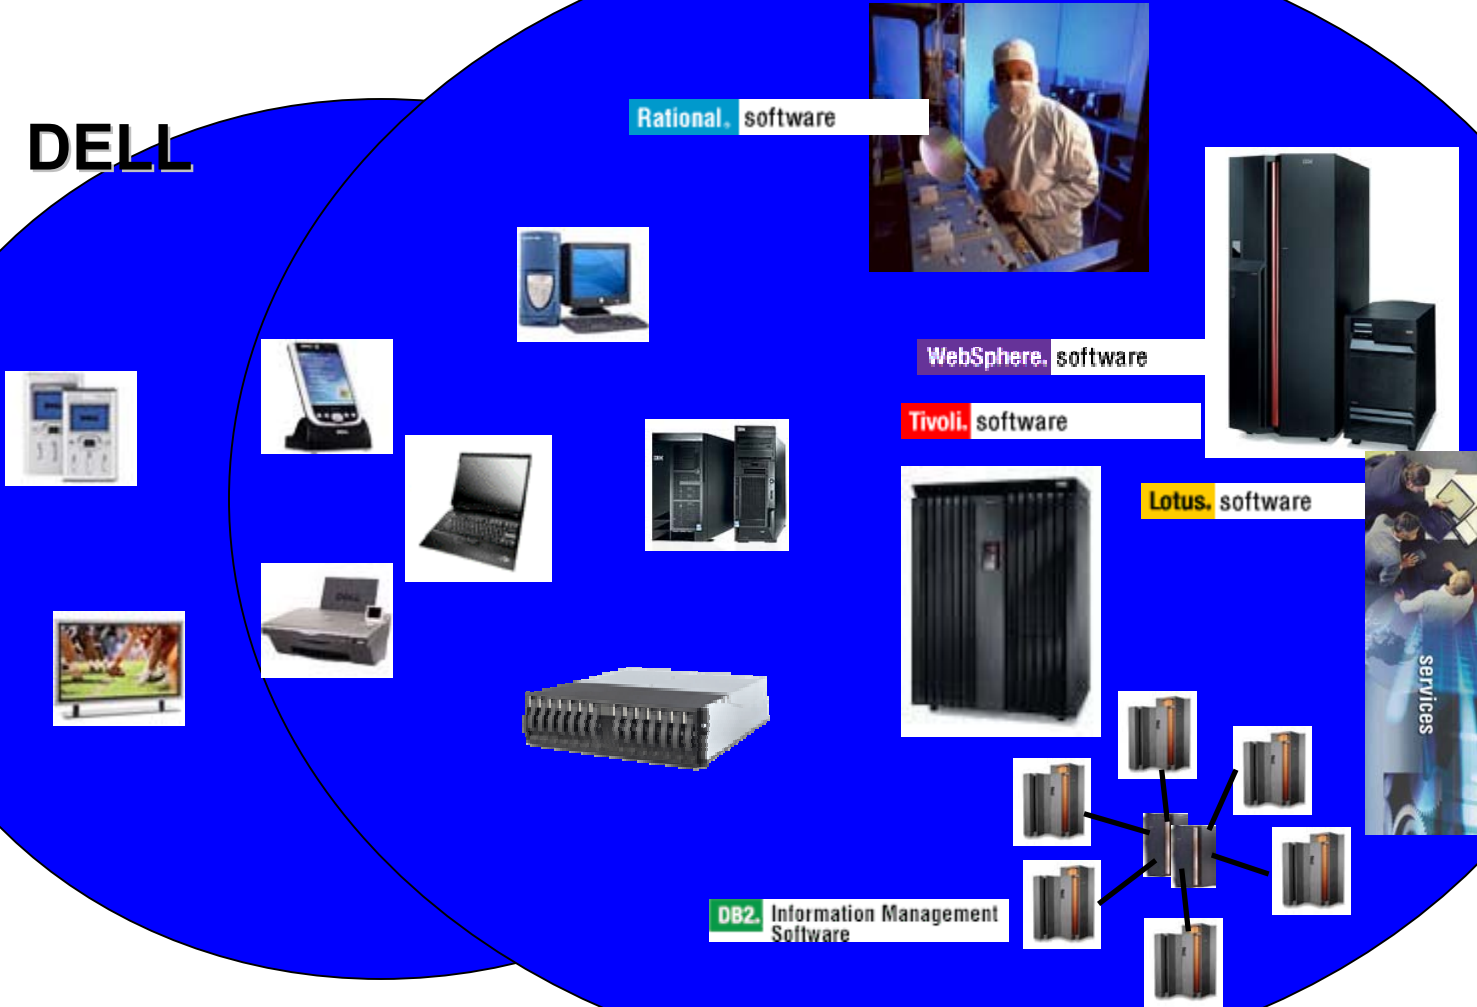 DELL
Rational. software
WebSphere. software
Tivoli. software
Lotus. software
services
DB2. Information Management
Software